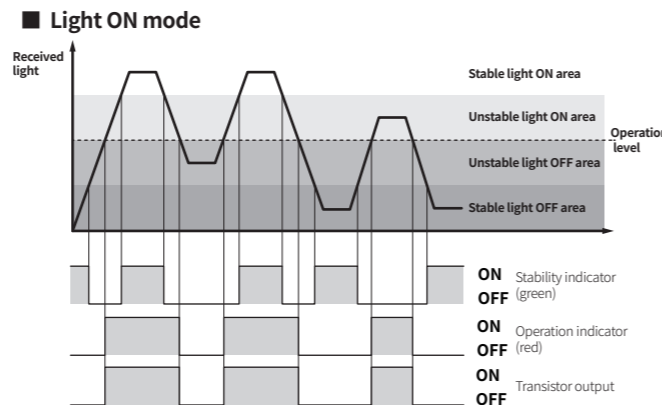 ■ Light ON mode
Received
light
Stable light ON area
Unstable light ON area
Operation
level
Unstable light OFF area
Stable light OFF area
ON
OFF
Stability indicator
(green)
ON
OFF
Operation indicator
(red)
ON
OFF
Transistor output